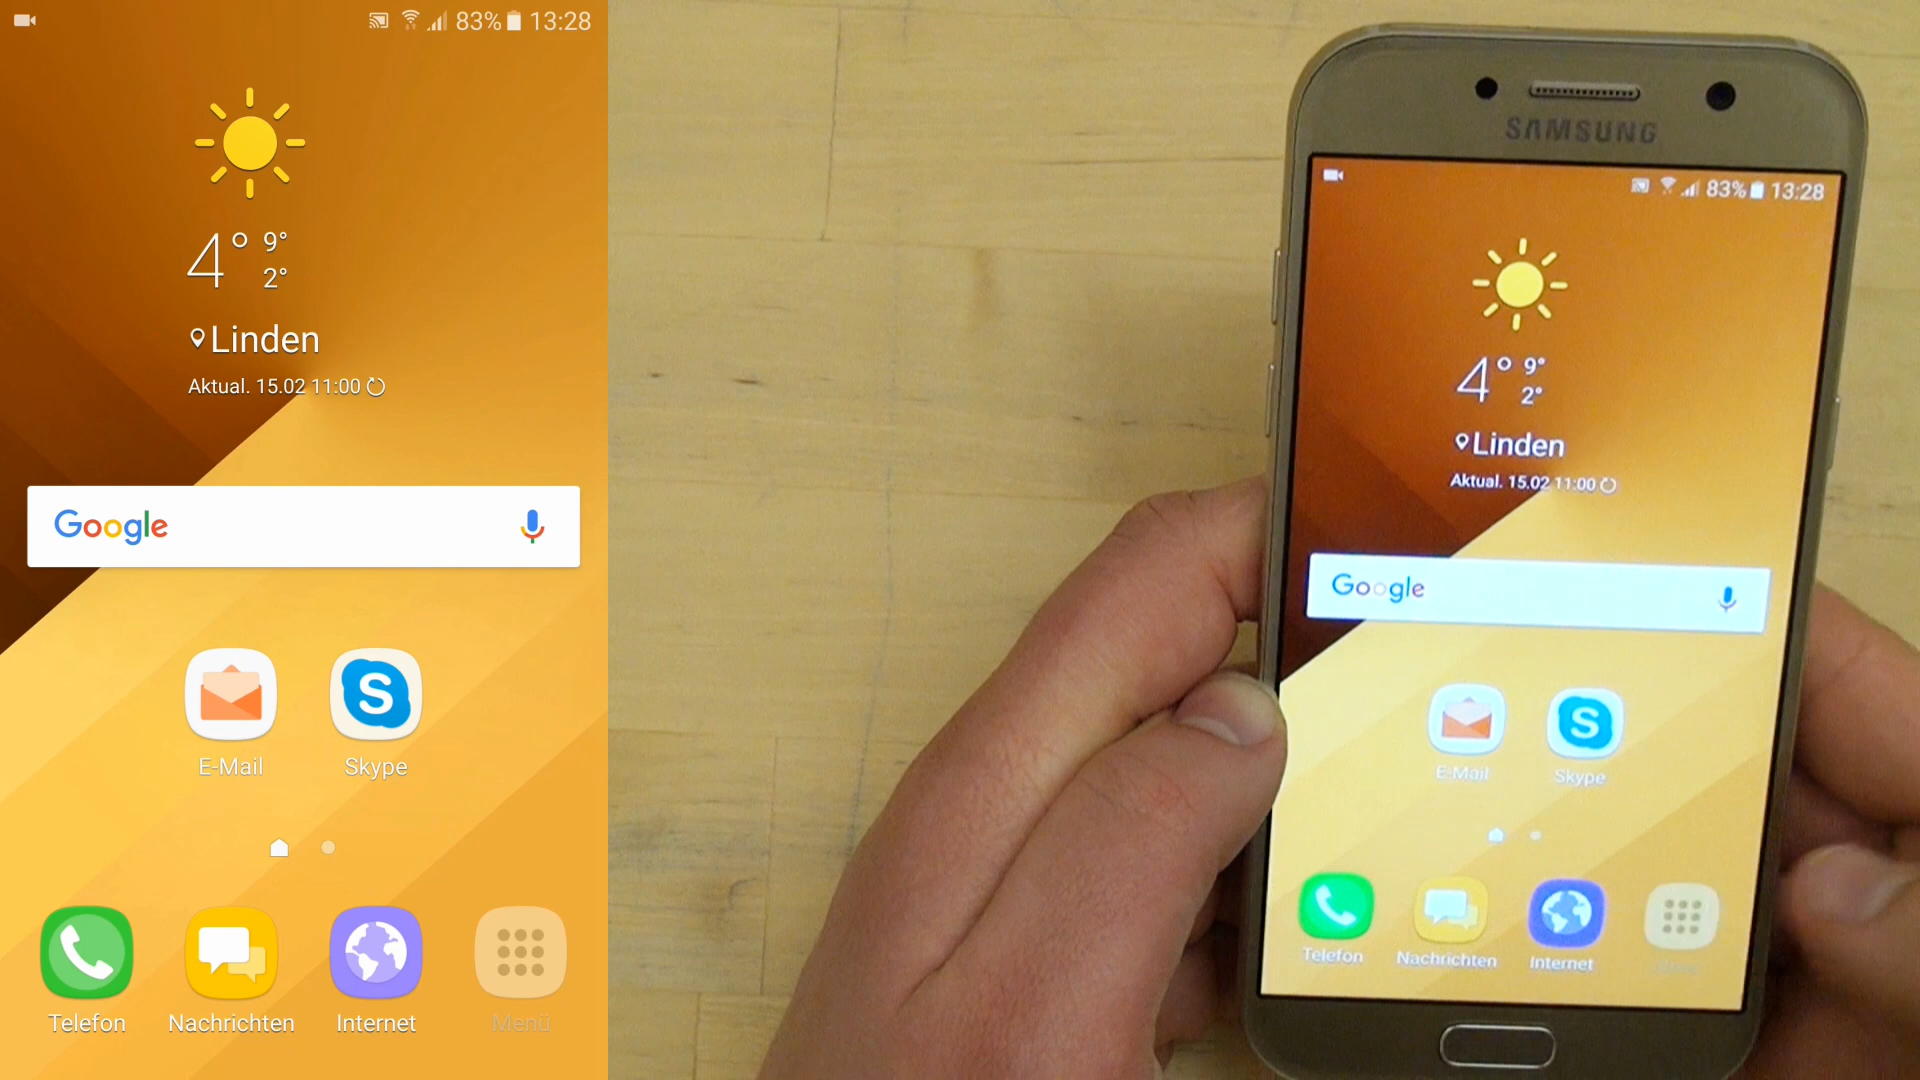 83% 13:28
4° 9°
2°
Linden
Aktual. 15.02 11:00
Google
E-Mail Skype
Telefon Nachrichten Internet Menü
SAMSUNG
83% 13:28
4° 9°
2°
Linden
Aktual. 15.02 11:00
Google
E-Mail Skype
Telefon Nachrichten Internet